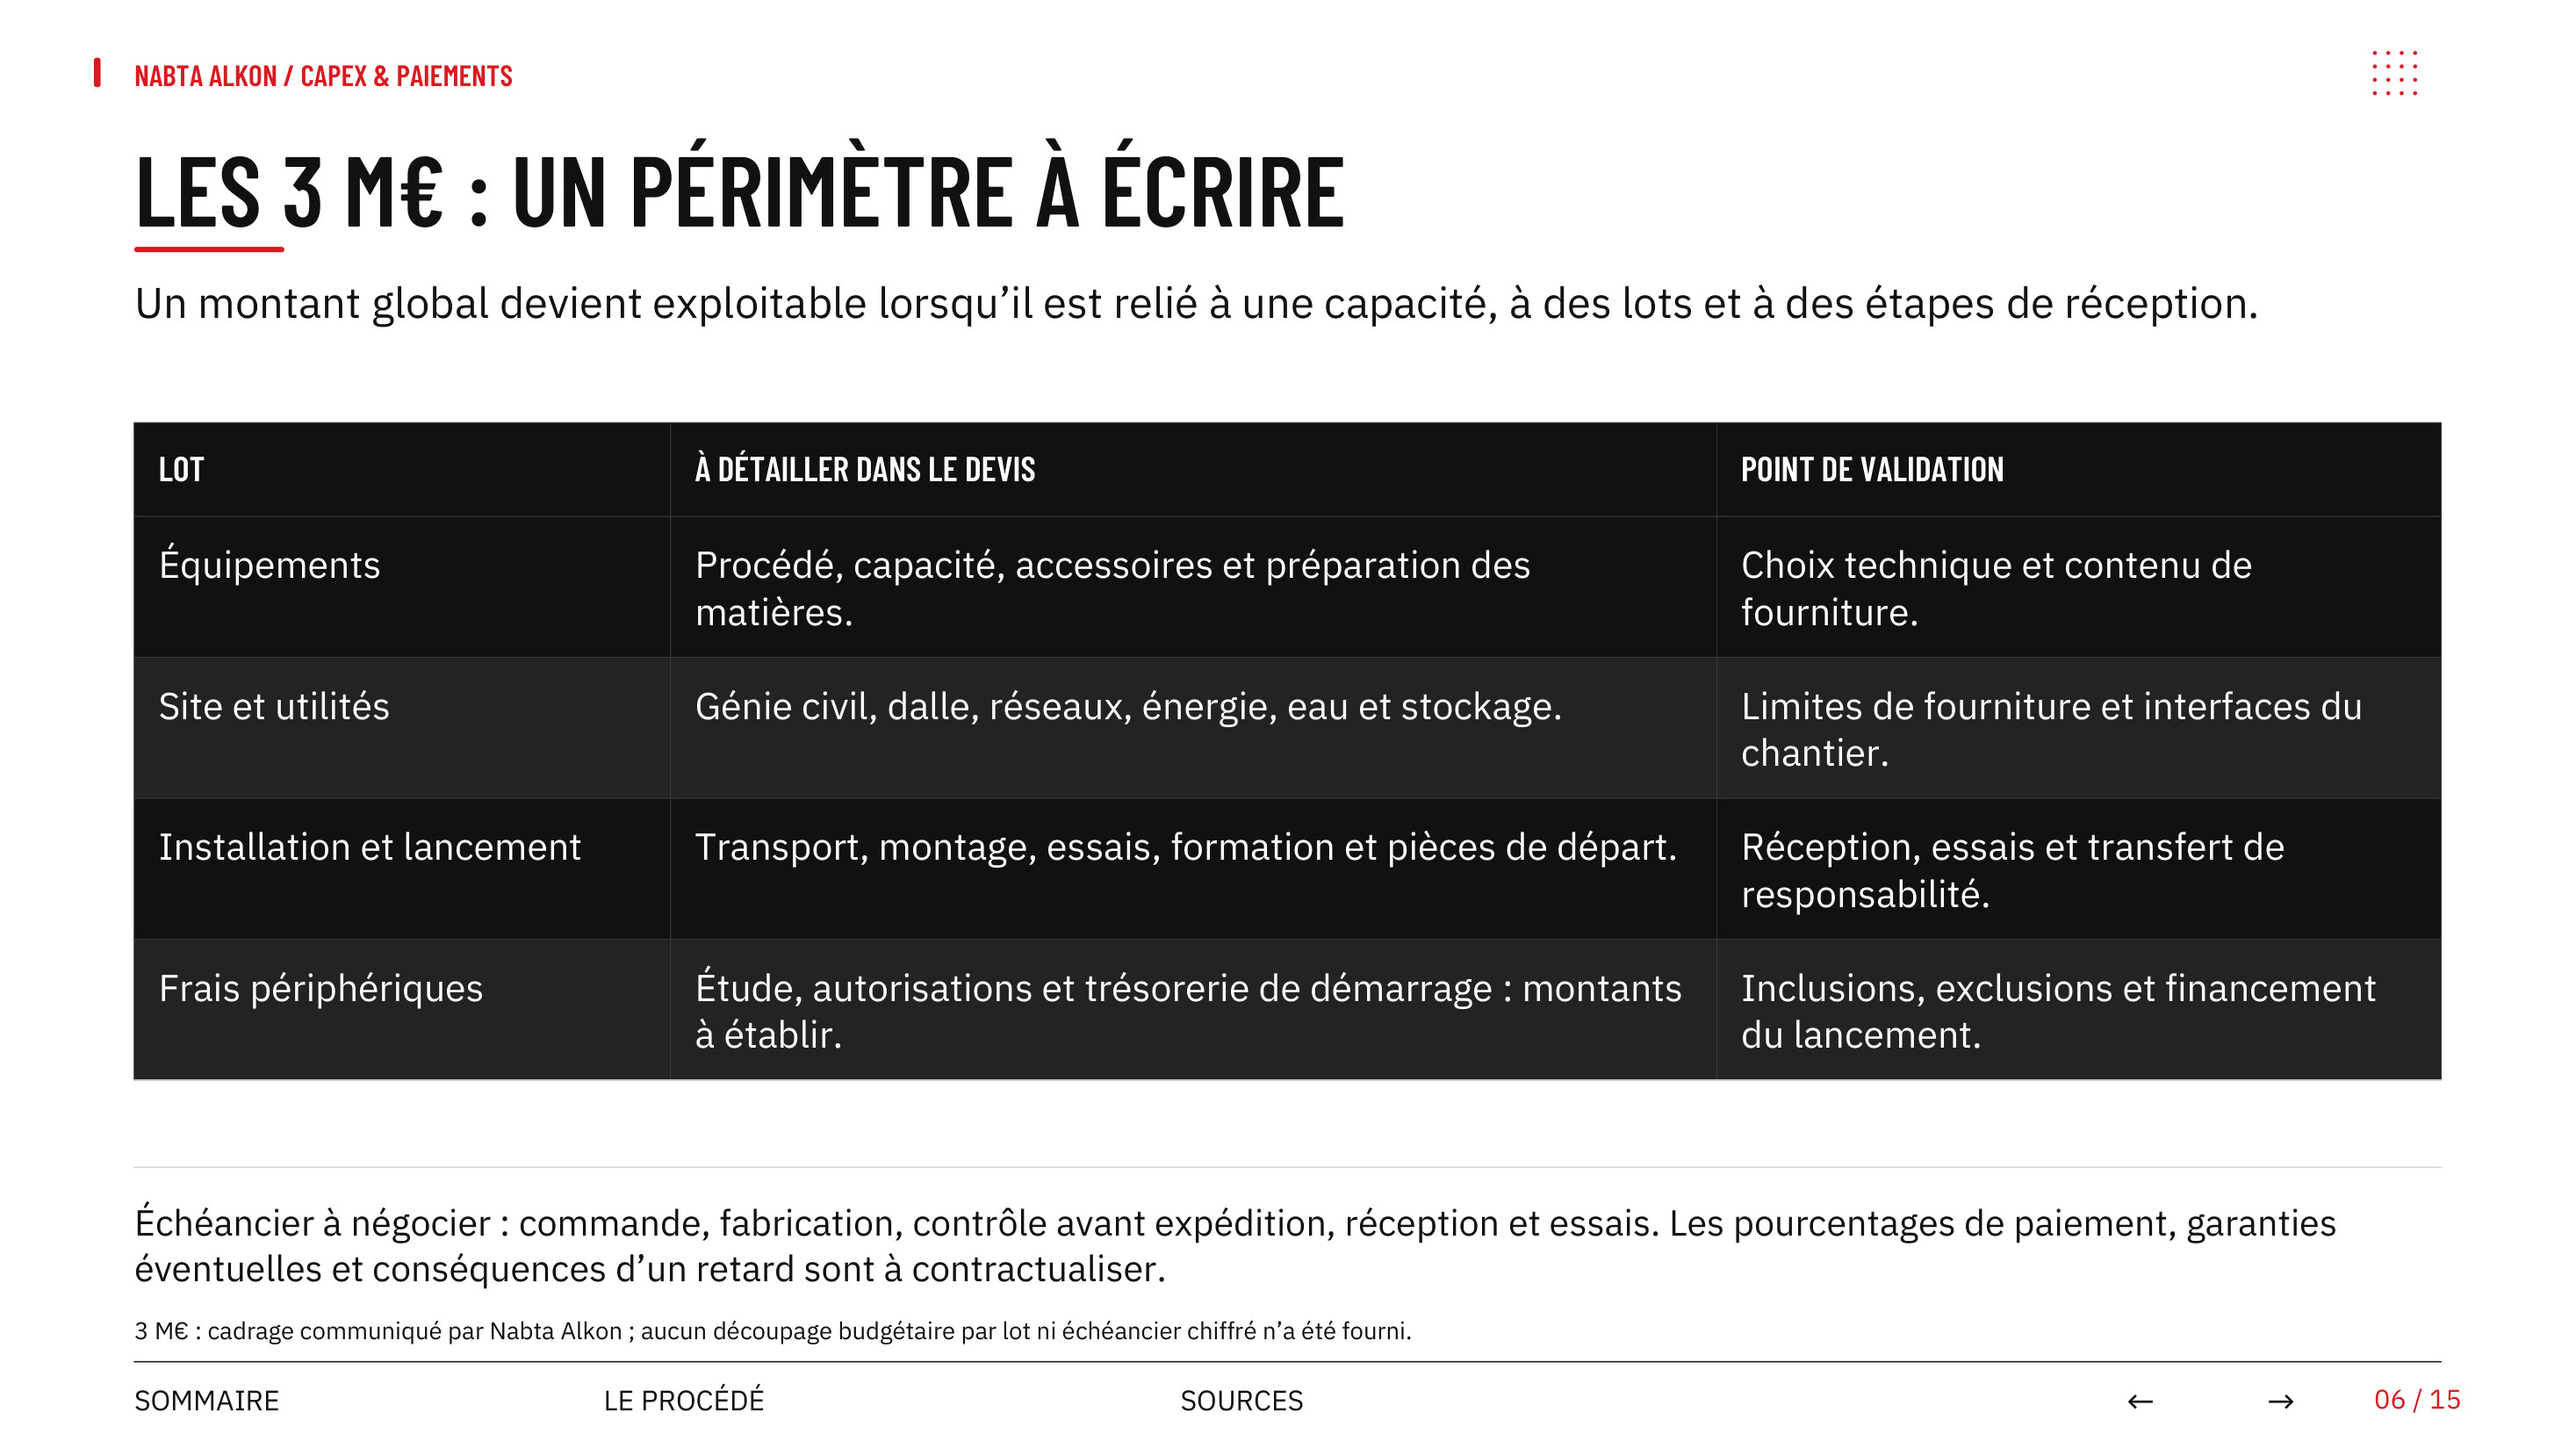 NABTA ALKON / CAPEX & PAIEMENTS
LES 3 M€ : UN PÉRIMÈTRE À ÉCRIRE
Un montant global devient exploitable lorsqu’il est relié à une capacité, à des lots et à des étapes de réception.
LOT
À DÉTAILLER DANS LE DEVIS
POINT DE VALIDATION
Équipements
Procédé, capacité, accessoires et préparation des
matières.
Choix technique et contenu de
fourniture.
Site et utilités
Génie civil, dalle, réseaux, énergie, eau et stockage.
Limites de fourniture et interfaces du
chantier.
Installation et lancement
Transport, montage, essais, formation et pièces de départ.
Réception, essais et transfert de
responsabilité.
Frais périphériques
Étude, autorisations et trésorerie de démarrage : montants
à établir.
Inclusions, exclusions et financement
du lancement.
Échéancier à négocier : commande, fabrication, contrôle avant expédition, réception et essais. Les pourcentages de paiement, garanties
éventuelles et conséquences d’un retard sont à contractualiser.
3 M€ : cadrage communiqué par Nabta Alkon ; aucun découpage budgétaire par lot ni échéancier chiffré n’a été fourni.
SOMMAIRE
LE PROCÉDÉ
SOURCES
← →
06 / 15